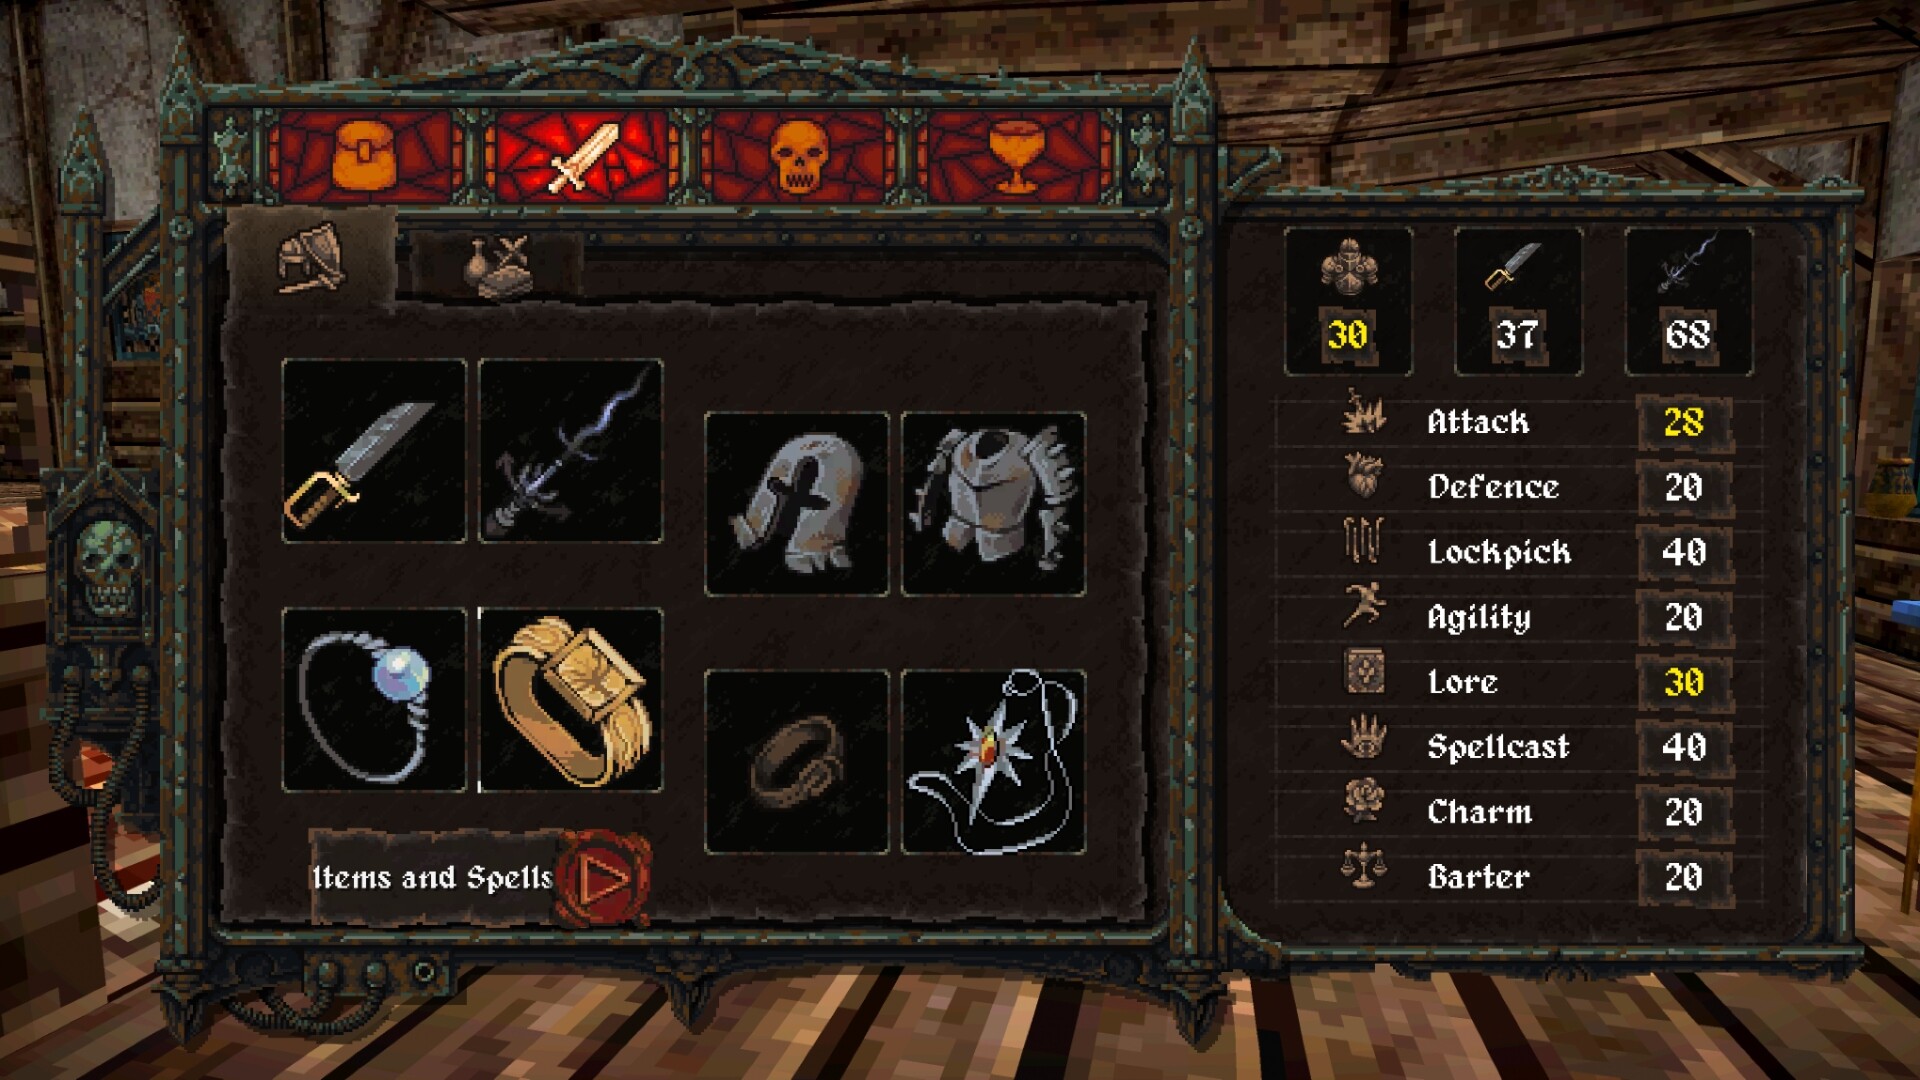 30
37
68
Attack 28
Defence 20
Lockpick 40
Agility 20
Lore 30
Spellcast 40
Charm 20
Barter 20
Items and Spells